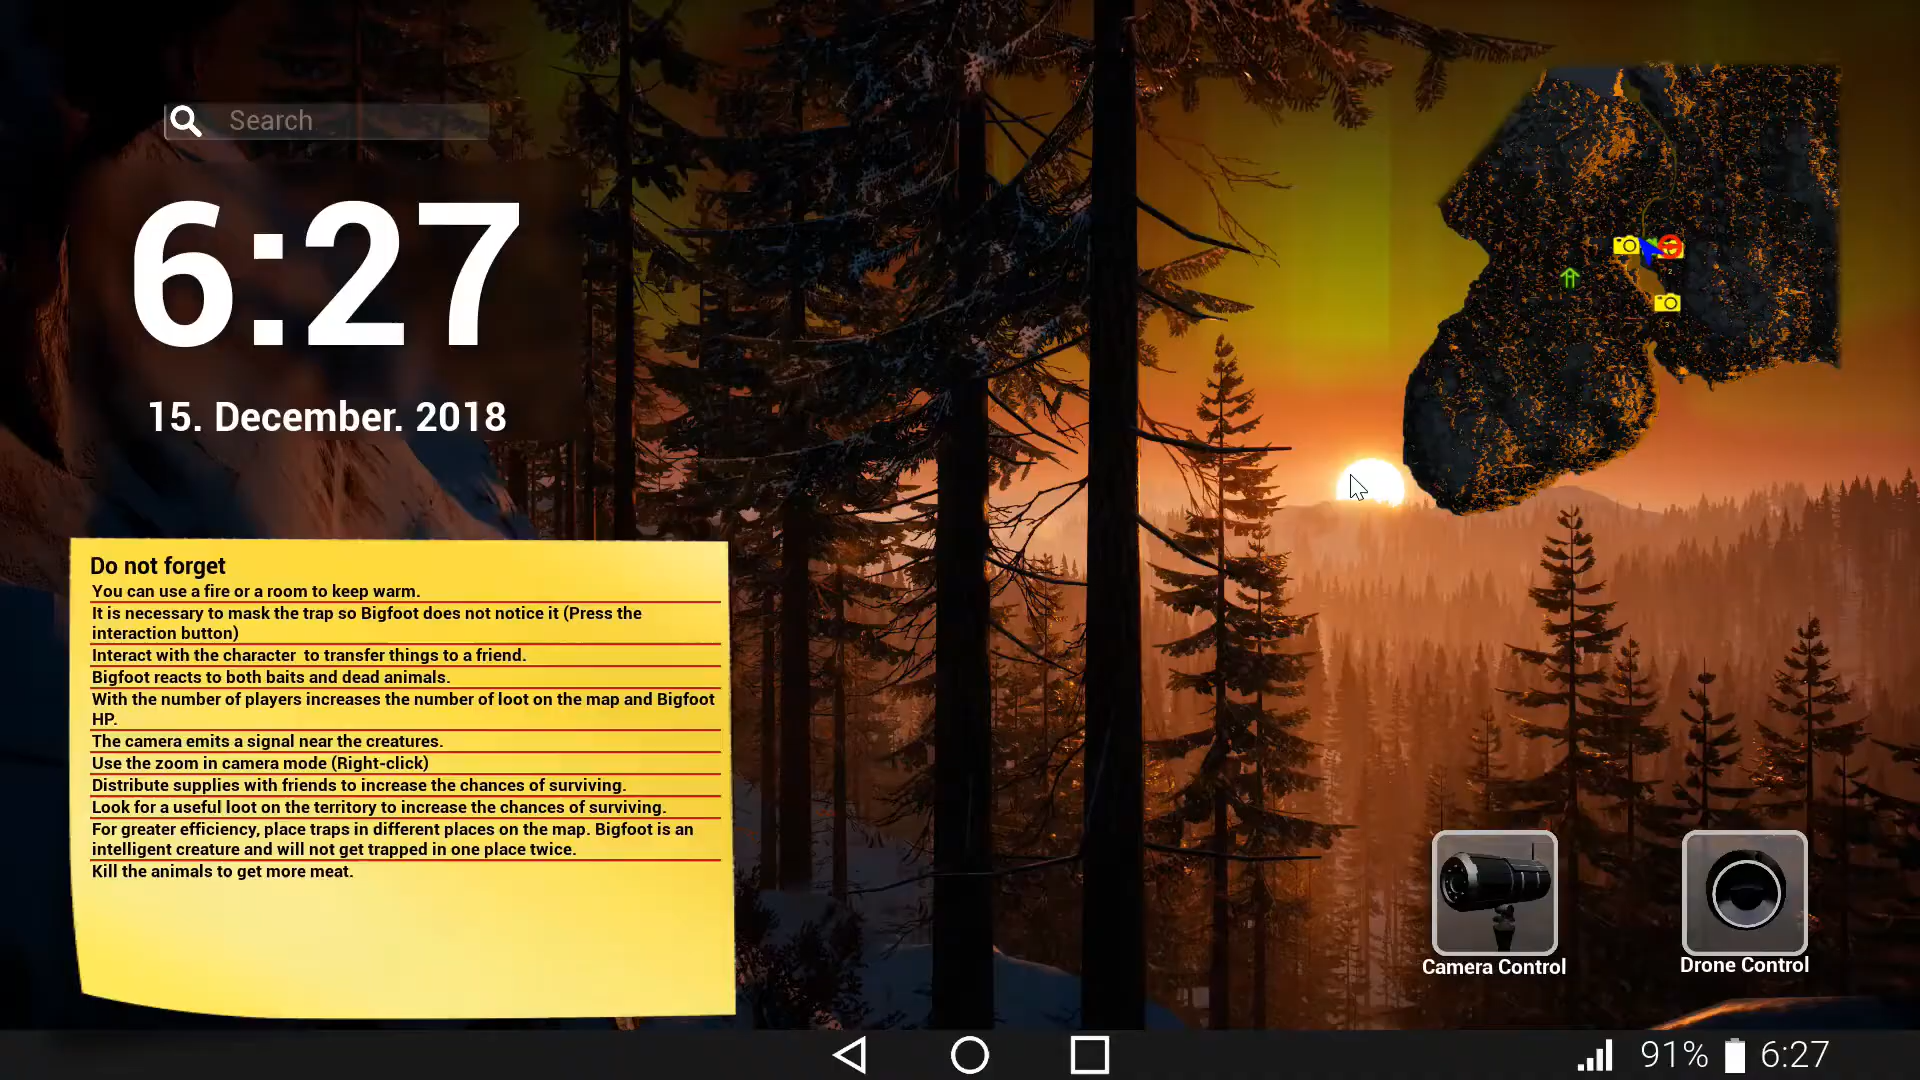 Search
6:27
15. December. 2018
Do not forget
You can use a fire or a room to keep warm.
It is necessary to mask the trap so Bigfoot does not notice it (Press the
interaction button)
Interact with the character  to transfer things to a friend.
Bigfoot reacts to both baits and dead animals.
With the number of players increases the number of loot on the map and Bigfoot
HP.
The camera emits a signal near the creatures.
Use the zoom in camera mode (Right-click)
Distribute supplies with friends to increase the chances of surviving.
Look for a useful loot on the territory to increase the chances of surviving.
For greater efficiency, place traps in different places on the map. Bigfoot is an
intelligent creature and will not get trapped in one place twice.
Kill the animals to get more meat.
Camera Control
Drone Control
91%
6:27